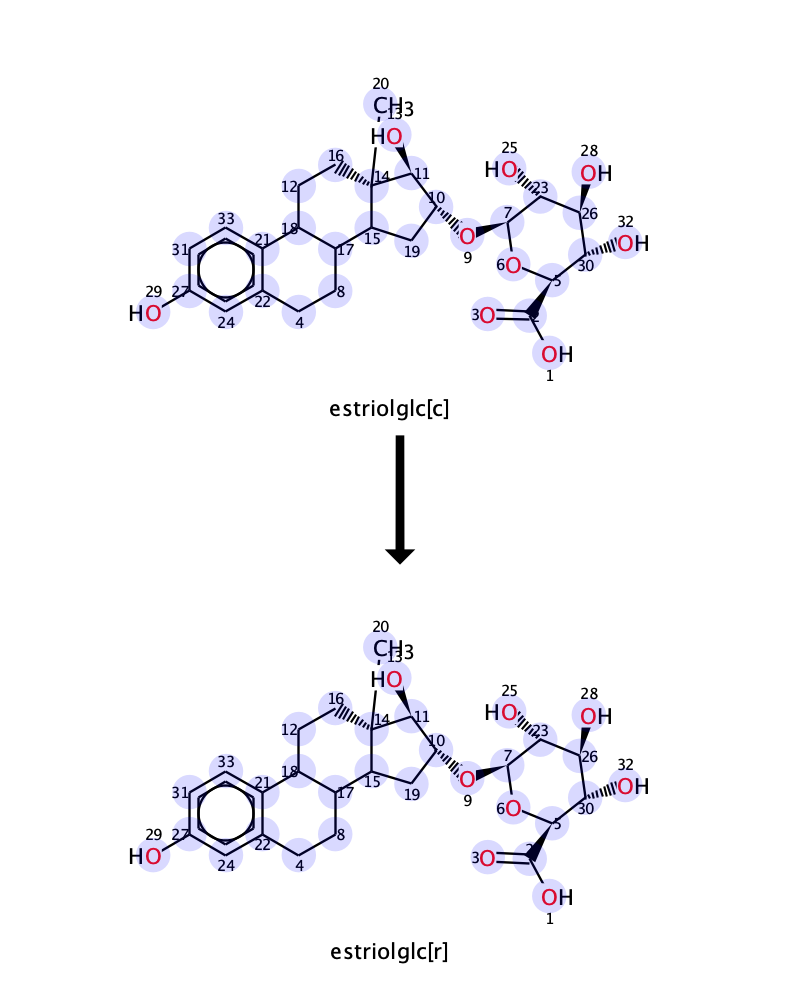 20
CH3
13
HO
16
14
11
12
10
25
HO
23
28
OH
7
26
32
OH
33
18
15
9
O
31
21
17
19
6O
5
30
29
HO
27
22
8
24
4
3O
2
OH
1
estriolglc[c]
20
CH3
13
HO
16
14
11
12
10
25
HO
23
28
OH
7
26
32
OH
33
18
15
9
O
31
21
17
19
6O
5
30
29
HO
27
22
8
24
4
3O
2
OH
1
estriolglc[r]